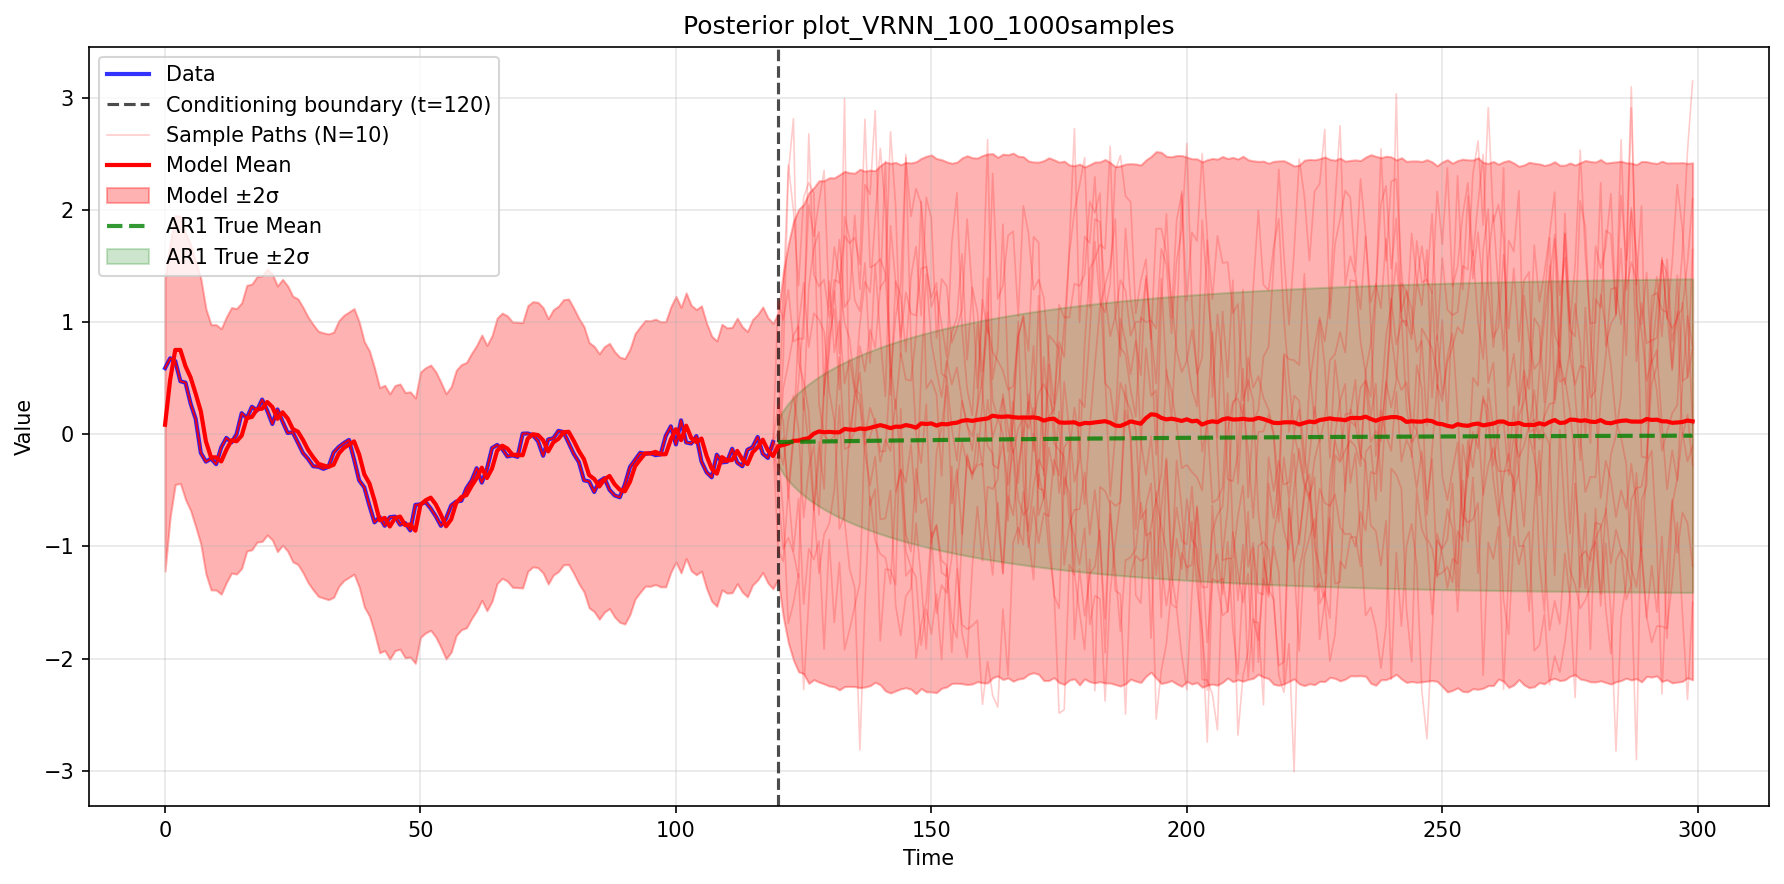 Posterior plot_VRNN_100_1000samples
Data
Conditioning boundary (t=120)
Sample Paths (N=10)
Model Mean
Model ±2σ
AR1 True Mean
AR1 True ±2σ
3
2
1
0
−1
−2
−3
Value
0
50
100
150
200
250
300
Time